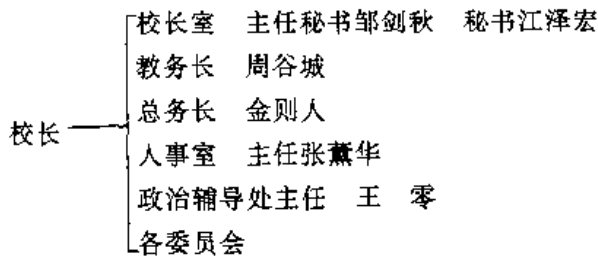 校长室 主任秘书邹剑秋 秘书江泽宏
教务长 周谷城
总务长 金则人
校长
人事室 主任张薰华
政治辅导处主任 王 零
各委员会